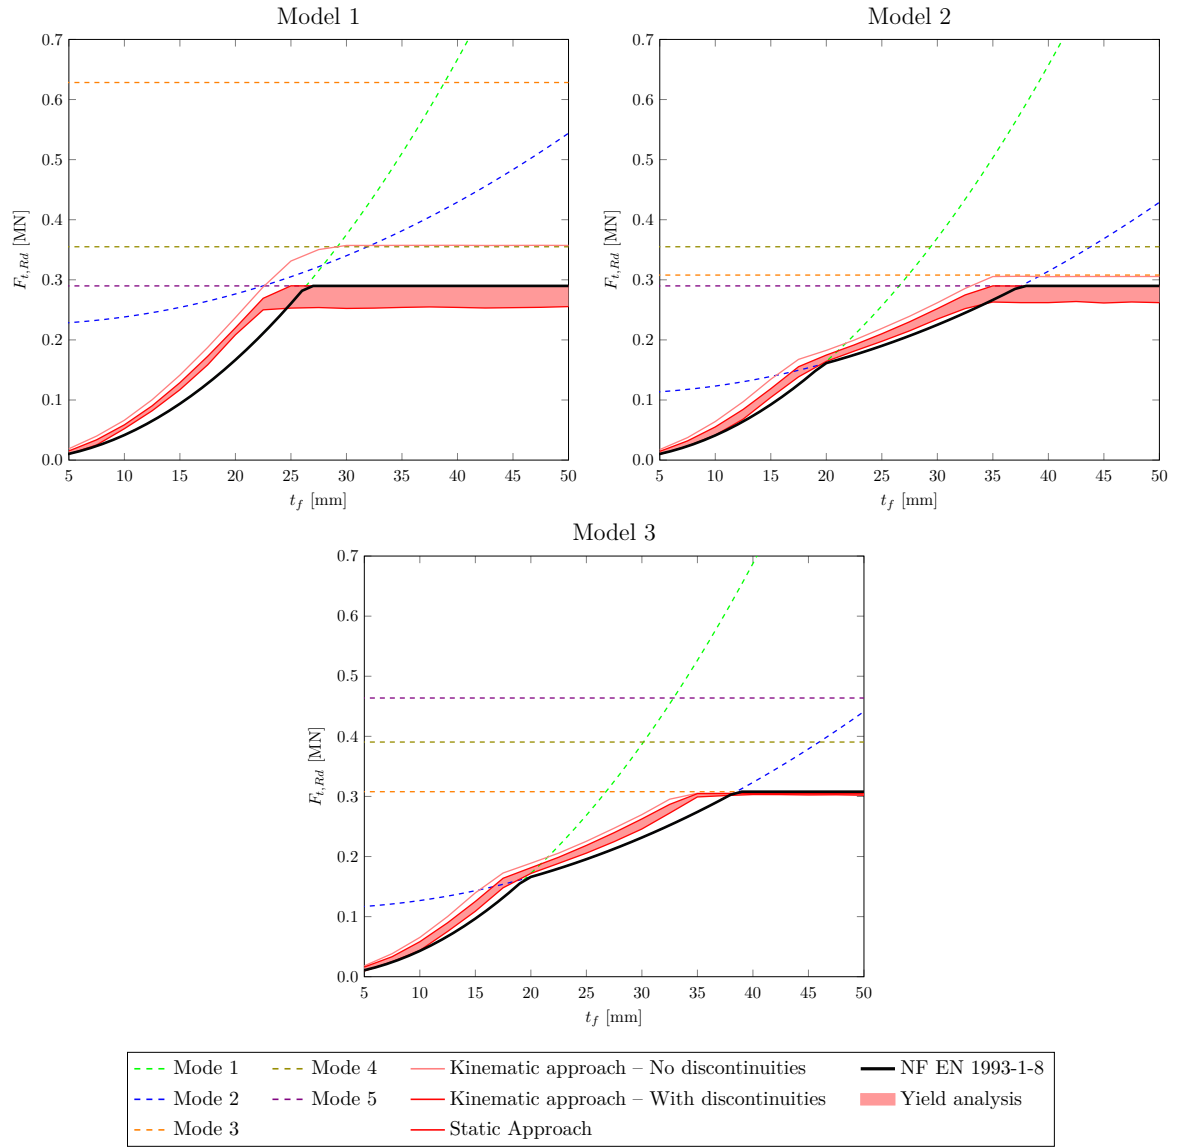 Model 1
Model 2
0.7
0.6
0.5
0.4
0.3
0.2
0.1
0.0
F_{t,Rd} [MN]
5 10 15 20 25 30 35 40 45 50
t_f [mm]
0.7
0.6
0.5
0.4
0.3
0.2
0.1
0.0
F_{t,Rd} [MN]
5 10 15 20 25 30 35 40 45 50
t_f [mm]
Model 3
0.7
0.6
0.5
0.4
0.3
0.2
0.1
0.0
F_{t,Rd} [MN]
5 10 15 20 25 30 35 40 45 50
t_f [mm]
Mode 1 Mode 4 Kinematic approach – No discontinuities NF EN 1993-1-8
Mode 2 Mode 5 Kinematic approach – With discontinuities Yield analysis
Mode 3 Static Approach